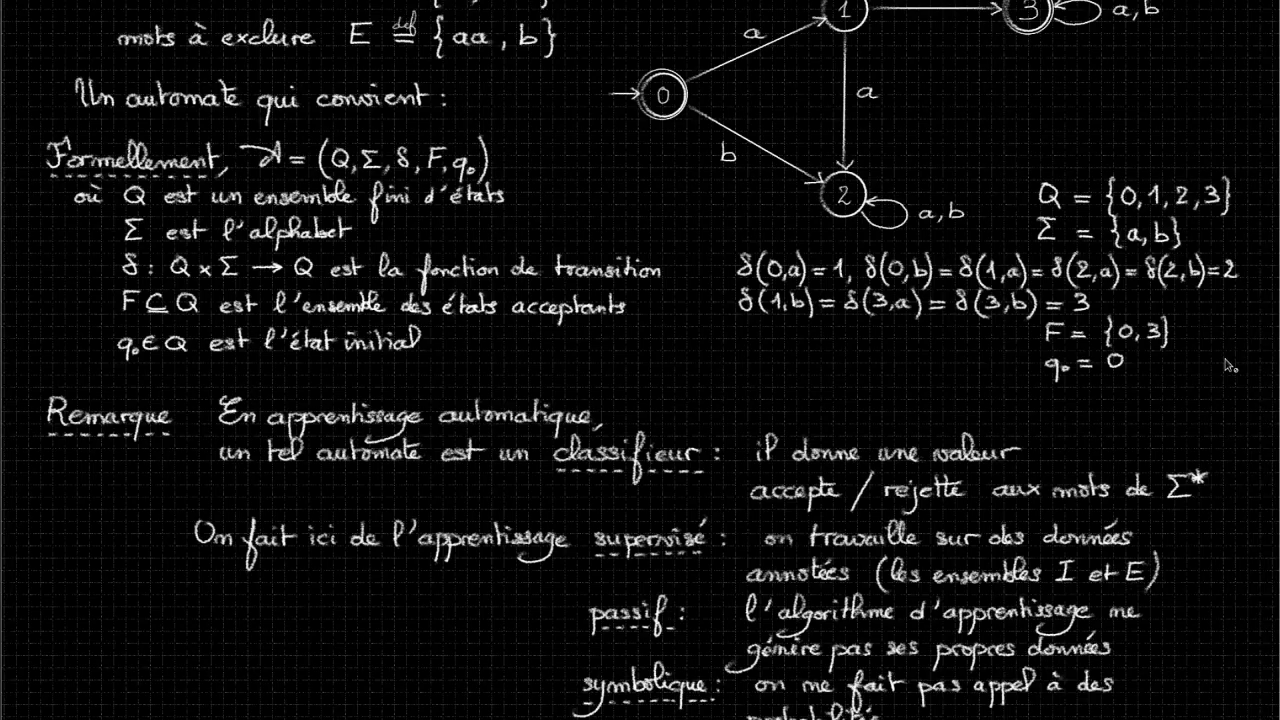 mots à exclure E ≝ {aa, b}
1
3
a, b
a
0
a
b
2
a, b
Un automate qui convient :
Formellement, A = (Q, Σ, δ, F, q₀)
où Q est un ensemble fini d'états
Σ est l'alphabet
δ : Q × Σ → Q est la fonction de transition
F ⊆ Q est l'ensemble des états acceptants
q₀ ∈ Q est l'état initial
Q = {0, 1, 2, 3}
Σ = {a, b}
δ(0,a) = 1, δ(0,b) = δ(1,a) = δ(2,a) = δ(2,b) = 2
δ(1,b) = δ(3,a) = δ(3,b) = 3
F = {0, 3}
q₀ = 0
Remarque En apprentissage automatique,
un tel automate est un classifieur : il donne une valeur
accepte / rejette aux mots de Σ*
On fait ici de l'apprentissage supervisé : on travaille sur des données
annotées (les ensembles I et E)
passif : l'algorithme d'apprentissage ne
génère pas ses propres données
symbolique : on ne fait pas appel à des